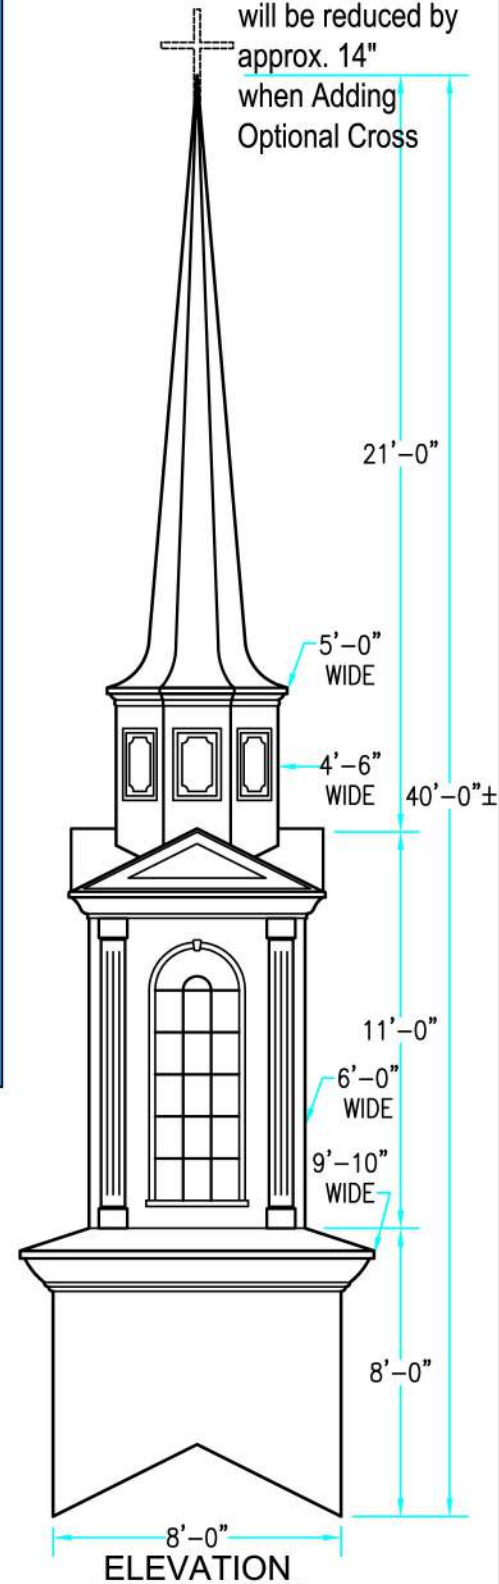 will be reduced by
approx. 14"
when Adding
Optional Cross
21'-0"
5'-0"
WIDE
4'-6"
WIDE
40'-0"±
11'-0"
6'-0"
WIDE
9'-10"
WIDE
8'-0"
8'-0"
ELEVATION